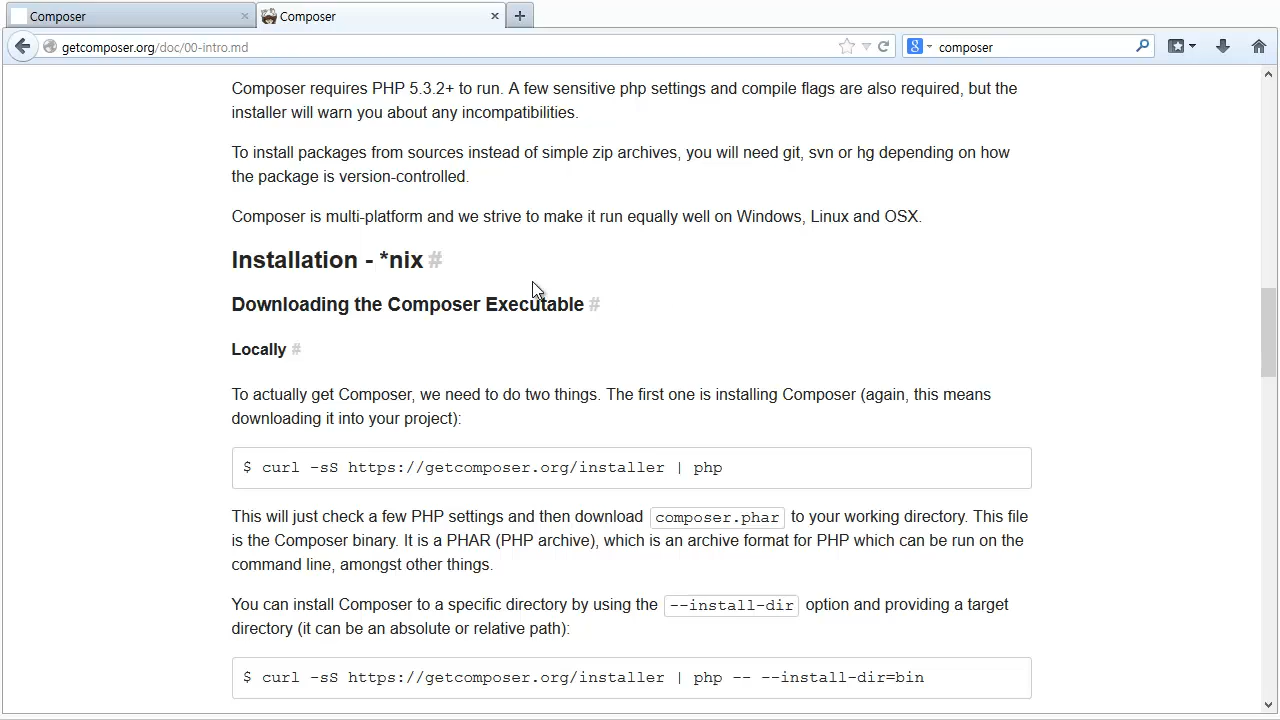 Composer
Composer
getcomposer.org/doc/00-intro.md
composer
Composer requires PHP 5.3.2+ to run. A few sensitive php settings and compile flags are also required, but the
installer will warn you about any incompatibilities.
To install packages from sources instead of simple zip archives, you will need git, svn or hg depending on how
the package is version-controlled.
Composer is multi-platform and we strive to make it run equally well on Windows, Linux and OSX.
Installation - *nix #
Downloading the Composer Executable #
Locally #
To actually get Composer, we need to do two things. The first one is installing Composer (again, this means
downloading it into your project):
$ curl -sS https://getcomposer.org/installer | php
This will just check a few PHP settings and then download composer.phar to your working directory. This file
is the Composer binary. It is a PHAR (PHP archive), which is an archive format for PHP which can be run on the
command line, amongst other things.
You can install Composer to a specific directory by using the --install-dir option and providing a target
directory (it can be an absolute or relative path):
$ curl -sS https://getcomposer.org/installer | php -- --install-dir=bin